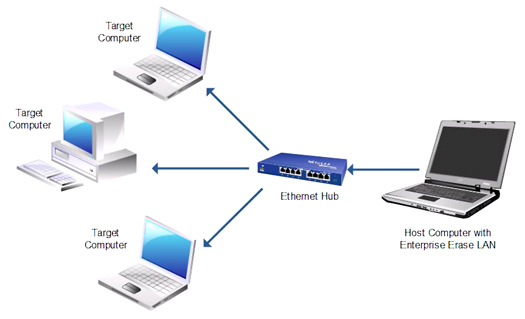 Target
Computer
Target
Computer
Ethernet Hub
Target
Computer
Host Computer with
Enterprise Erase LAN